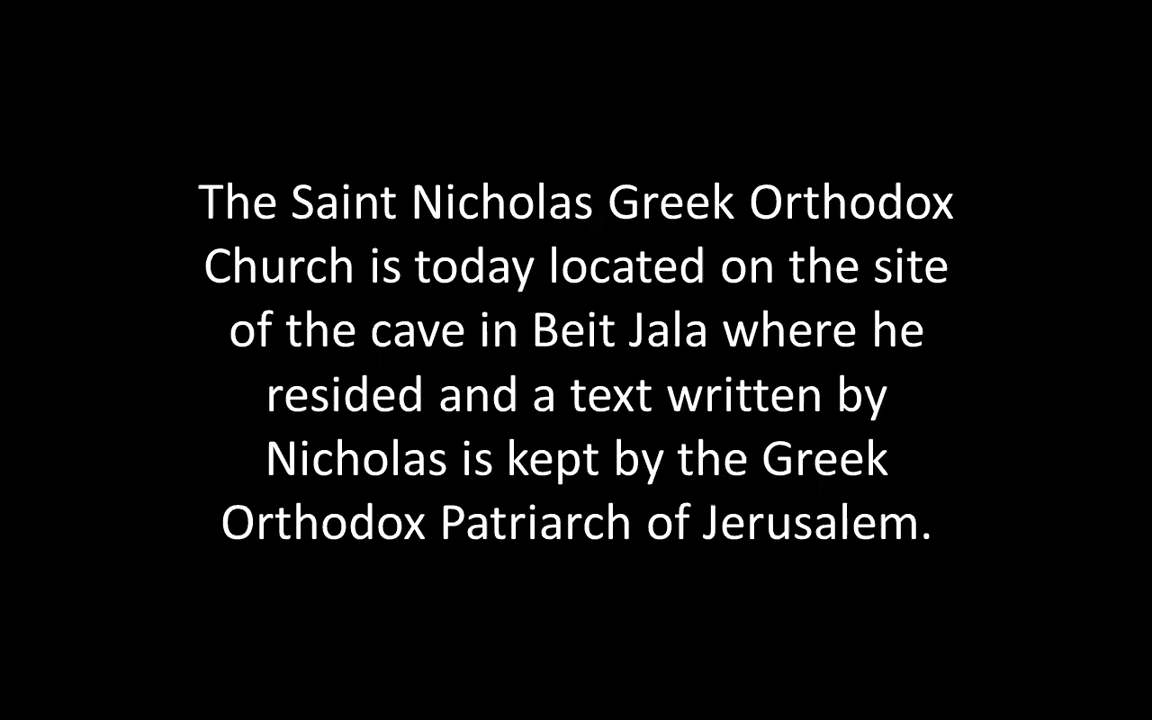 The Saint Nicholas Greek Orthodox
Church is today located on the site
of the cave in Beit Jala where he
resided and a text written by
Nicholas is kept by the Greek
Orthodox Patriarch of Jerusalem.